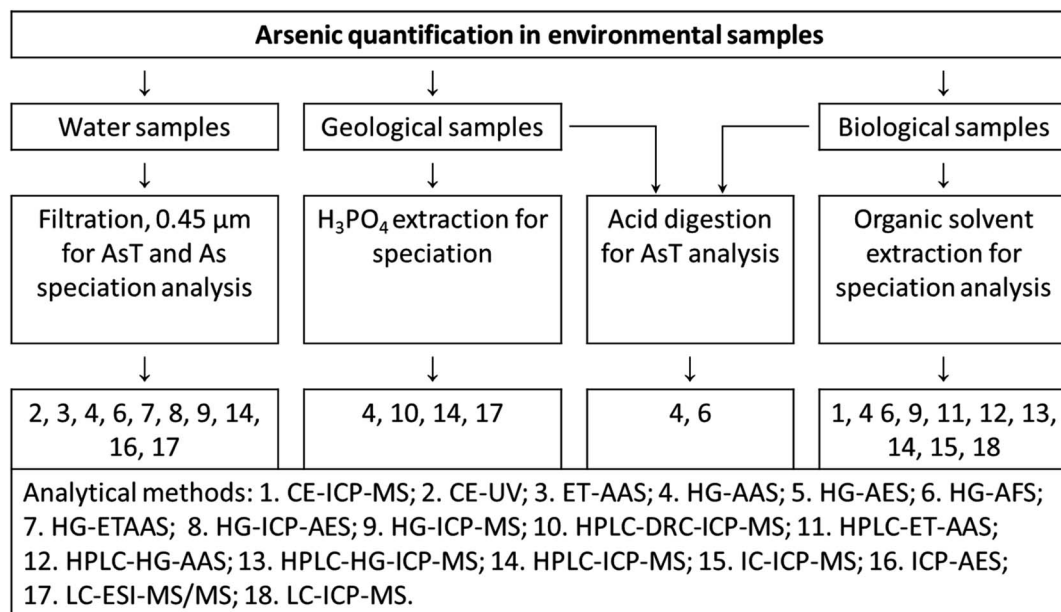 Arsenic quantification in environmental samples
Water samples
Geological samples
Biological samples
Filtration, 0.45 µm
for AsT and As
speciation analysis
H₃PO₄ extraction for
speciation
Acid digestion
for AsT analysis
Organic solvent
extraction for
speciation analysis
2, 3, 4, 6, 7, 8, 9, 14,
16, 17
4, 10, 14, 17
4, 6
1, 4 6, 9, 11, 12, 13,
14, 15, 18
Analytical methods: 1. CE-ICP-MS; 2. CE-UV; 3. ET-AAS; 4. HG-AAS; 5. HG-AES; 6. HG-AFS;
7. HG-ETAAS; 8. HG-ICP-AES; 9. HG-ICP-MS; 10. HPLC-DRC-ICP-MS; 11. HPLC-ET-AAS;
12. HPLC-HG-AAS; 13. HPLC-HG-ICP-MS; 14. HPLC-ICP-MS; 15. IC-ICP-MS; 16. ICP-AES;
17. LC-ESI-MS/MS; 18. LC-ICP-MS.